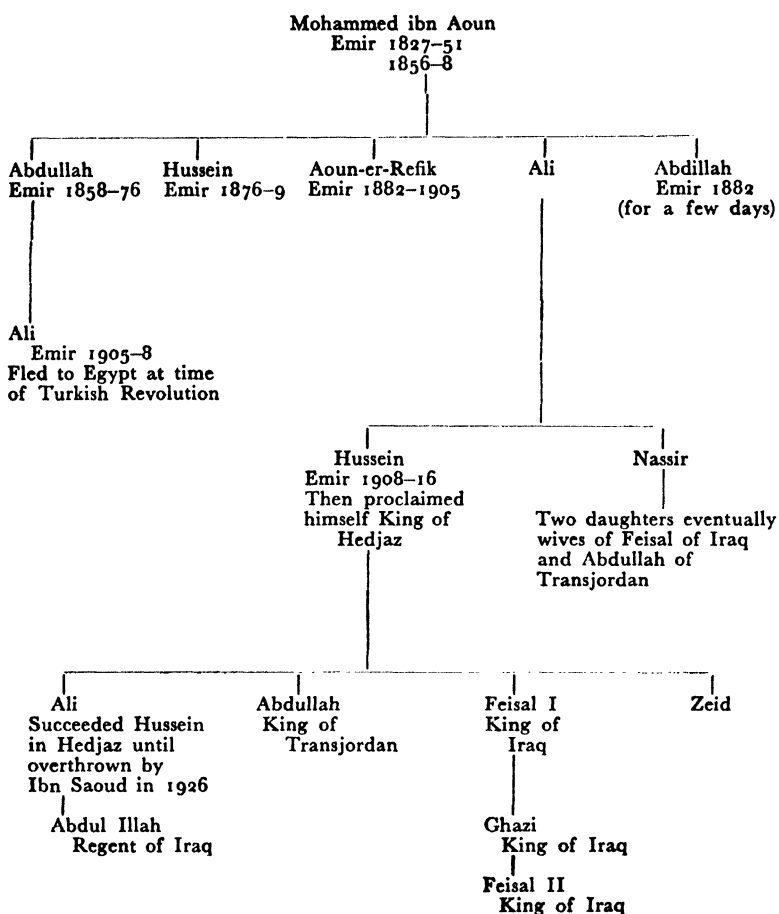 Mohammed ibn Aoun
Emir 1827–51
1856–8
Abdullah
Emir 1858–76
Hussein
Emir 1876–9
Aoun-er-Refik
Emir 1882–1905
Ali
Abdillah
Emir 1882
(for a few days)
Ali
Emir 1905–8
Fled to Egypt at time
of Turkish Revolution
Hussein
Emir 1908–16
Then proclaimed
himself King of
Hedjaz
Nassir
Two daughters eventually
wives of Feisal of Iraq
and Abdullah of
Transjordan
Ali
Succeeded Hussein
in Hedjaz until
overthrown by
Ibn Saoud in 1926
Abdul Illah
Regent of Iraq
Abdullah
King of
Transjordan
Feisal I
King of
Iraq
Ghazi
King of Iraq
Feisal II
King of Iraq
Zeid